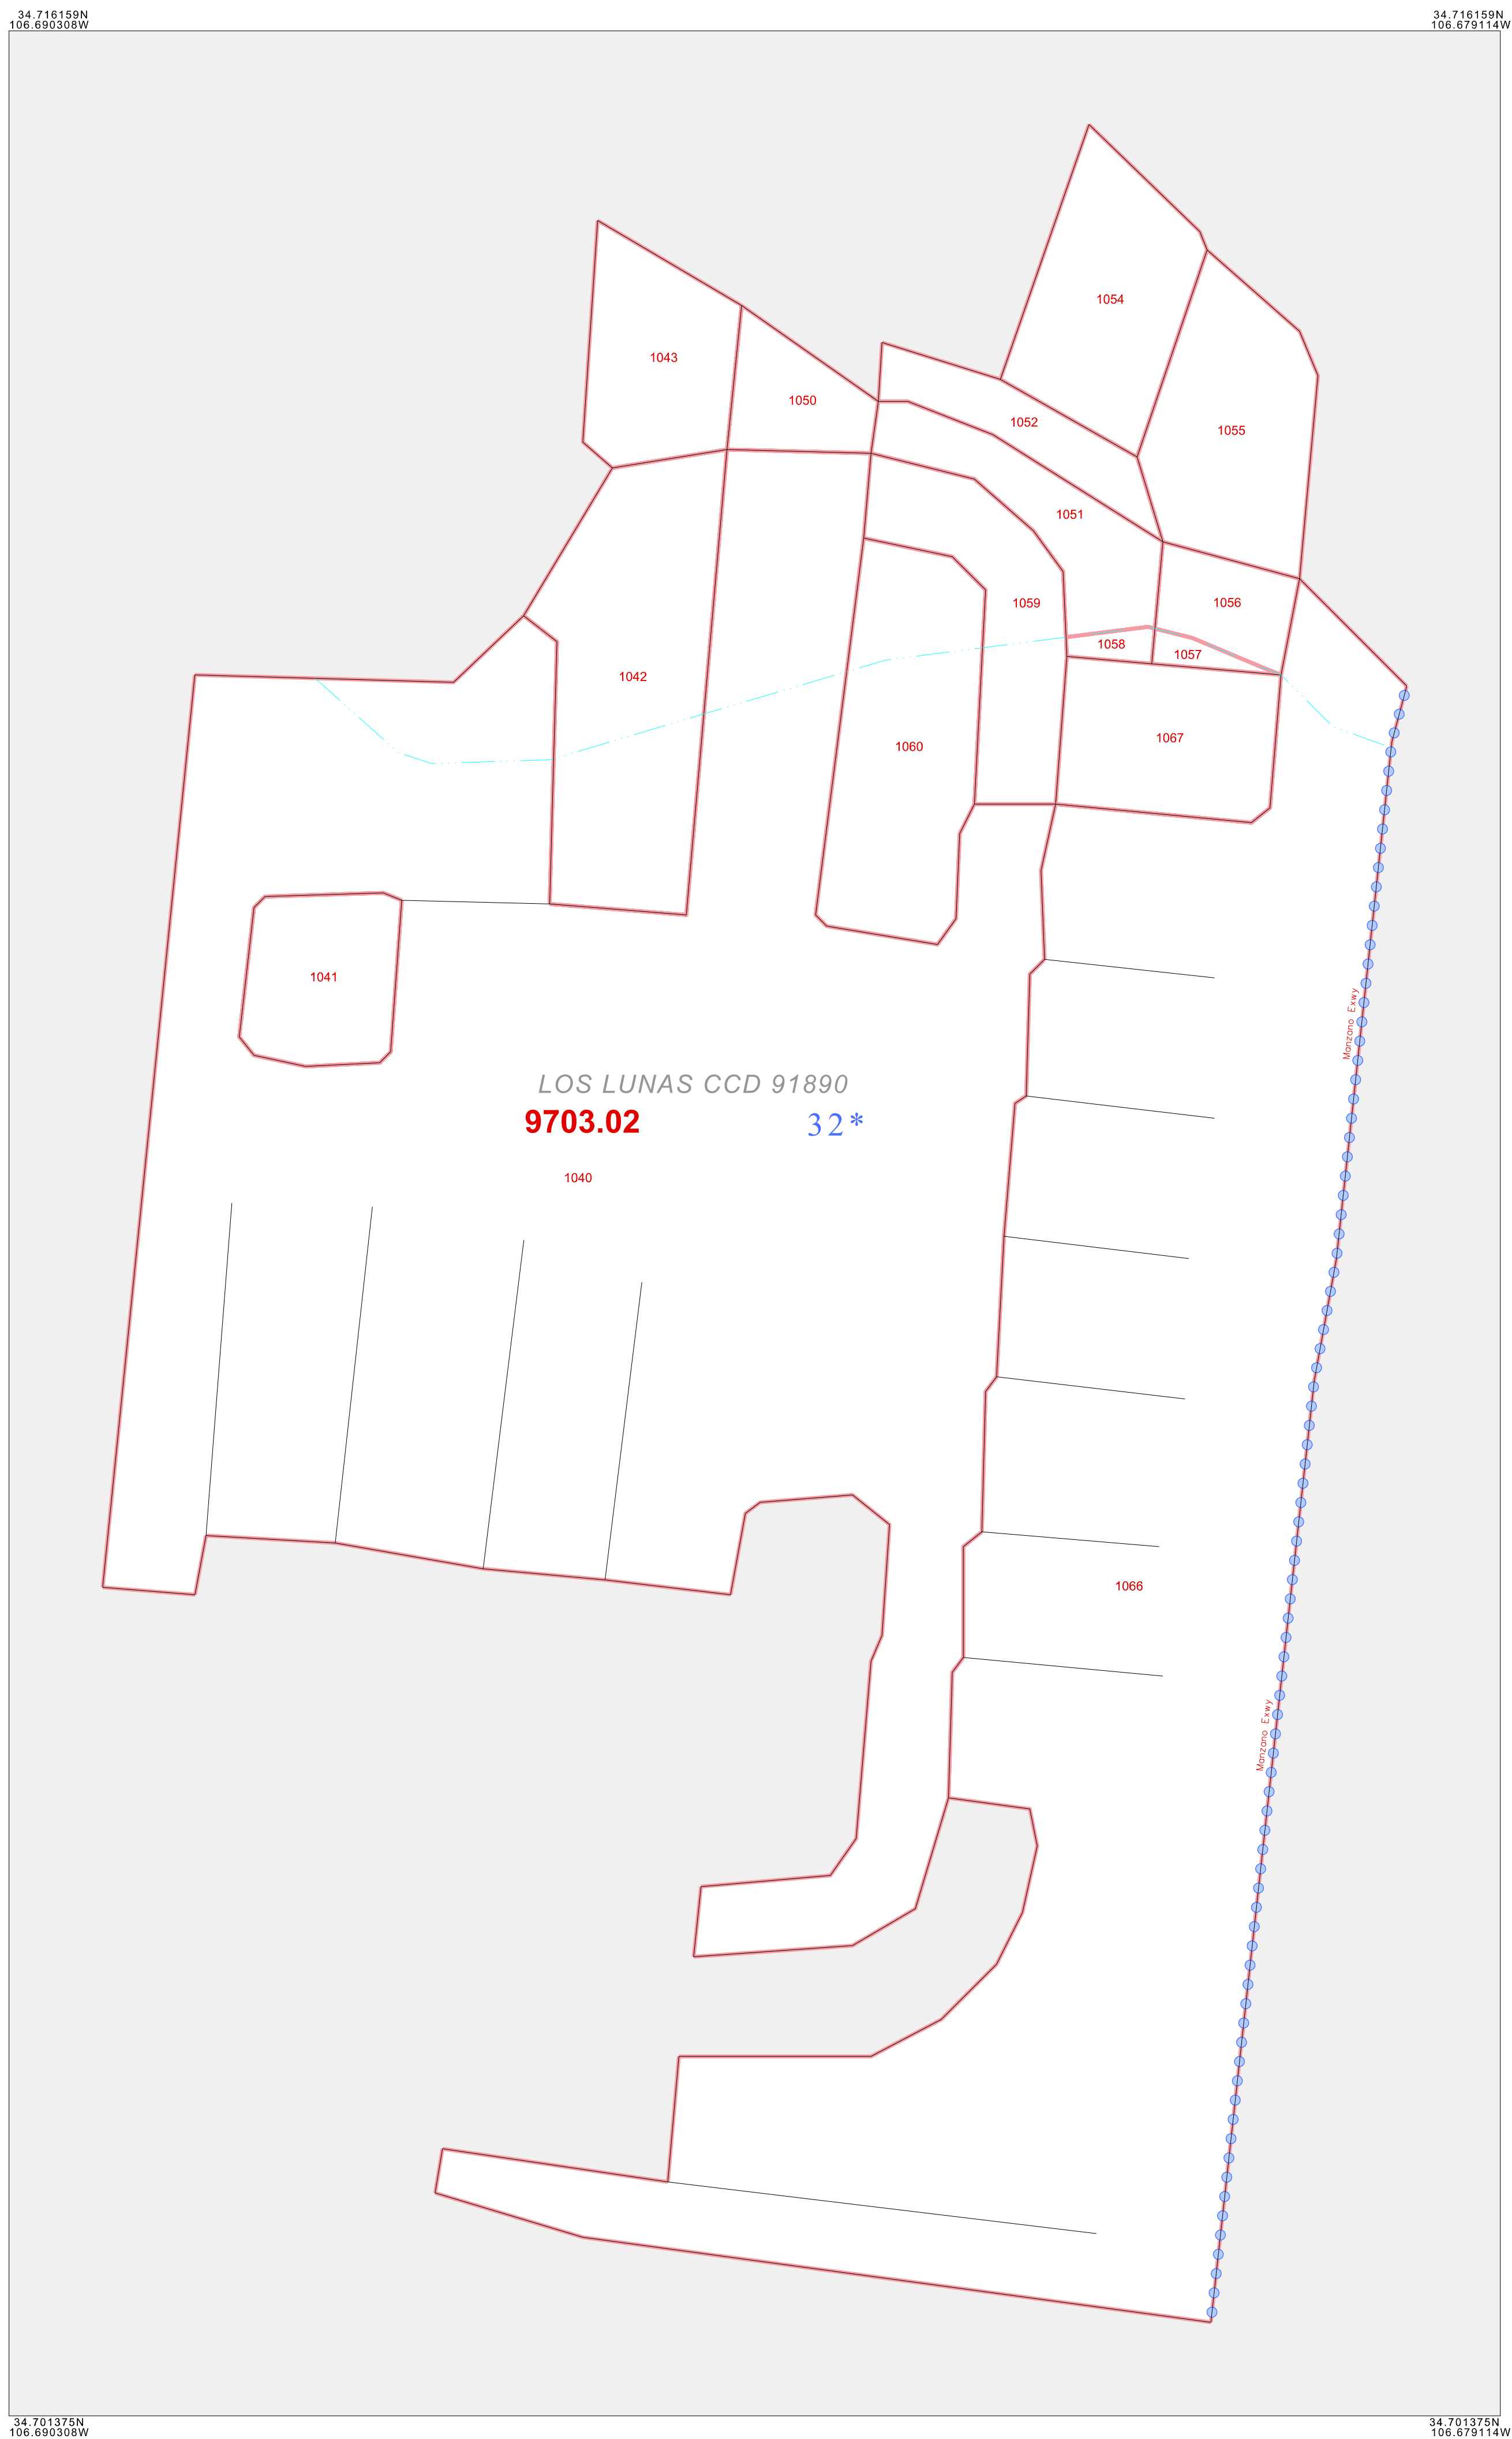 34.716159N
106.690308W
34.716159N
106.679114W
1054
1043
1050
1052
1055
1051
1059
1056
1058
1057
1042
1067
1060
1041
Manzano Exwy
LOS LUNAS CCD 91890
9703.02
32*
1040
1066
Manzano Exwy
34.701375N
106.690308W
34.701375N
106.679114W